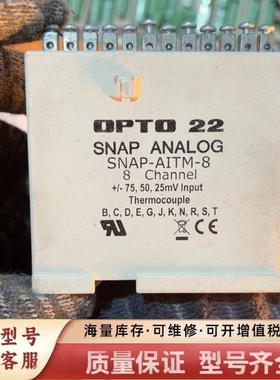 OPTO 22
SNAP ANALOG
SNAP-AITM-8
8 Channel
+/- 75, 50, 25mV Input
Thermocouple
B, C, D, E, G, J, K, N, R, S, T
型号
客服
海量库存·可维修·可开增值税
质量保证 型号齐